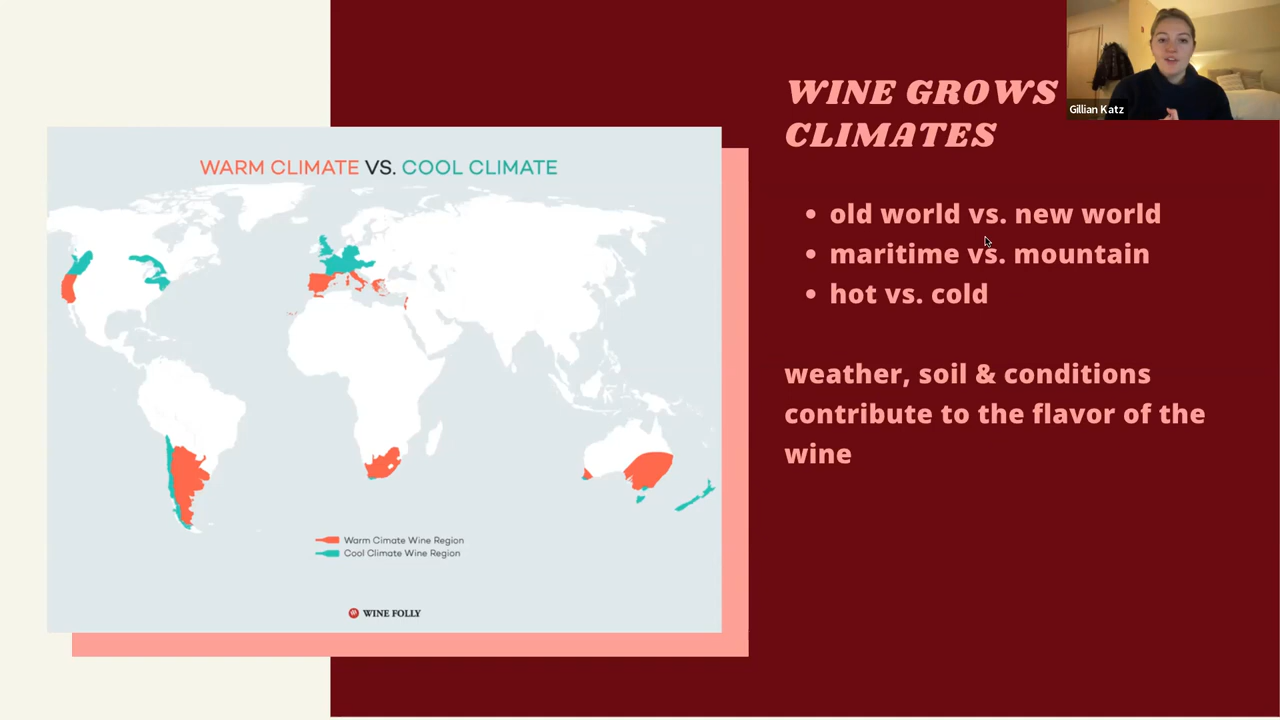 WINE GROWS
CLIMATES
Gillian Katz
WARM CLIMATE VS. COOL CLIMATE
Warm Cimate Wine Region
Cool Climate Wine Region
WINE FOLLY
• old world vs. new world
• maritime vs. mountain
• hot vs. cold
weather, soil & conditions
contribute to the flavor of the
wine